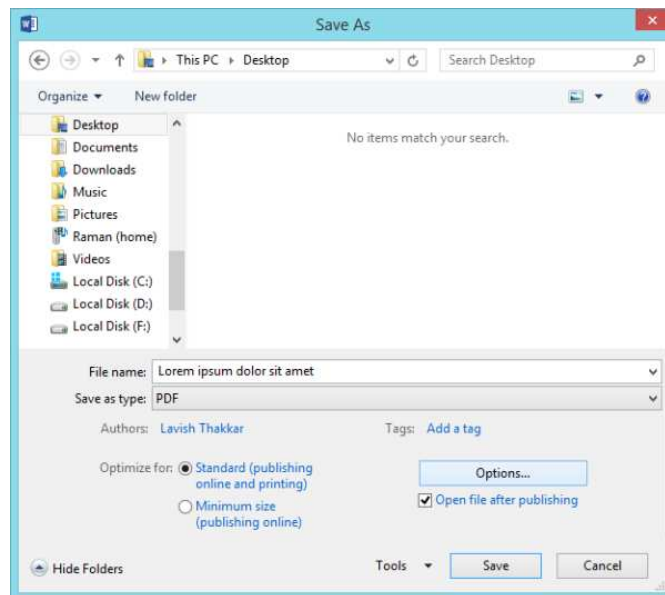 Save As
This PC Desktop
Search Desktop
Organize
New folder
Desktop
Documents
Downloads
Music
Pictures
Raman (home)
Videos
Local Disk (C:)
Local Disk (D:)
Local Disk (F:)
No items match your search.
File name: Lorem ipsum dolor sit amet
Save as type: PDF
Authors: Lavish Thakkar
Tags: Add a tag
Optimize for: Standard (publishing
online and printing)
Minimum size
(publishing online)
Options...
Open file after publishing
Hide Folders
Tools
Save
Cancel